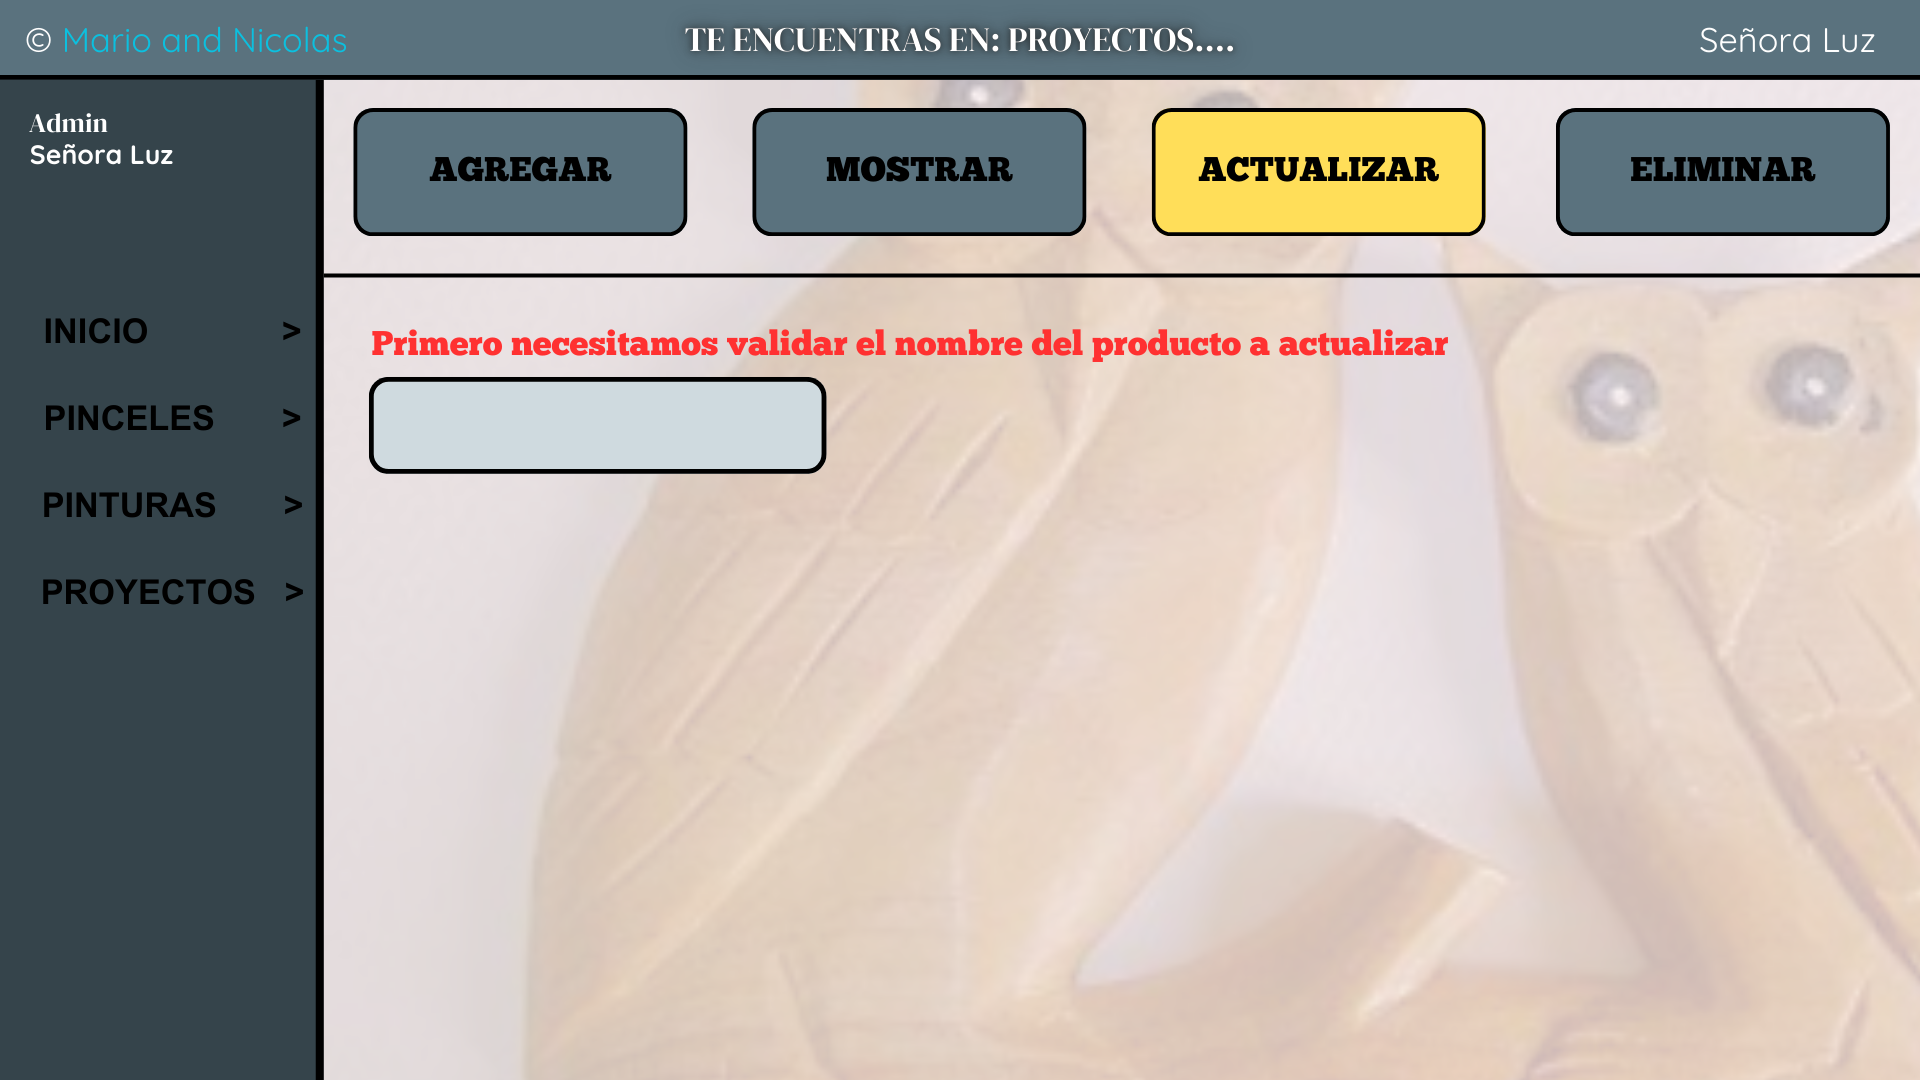 © Mario and Nicolas
TE ENCUENTRAS EN: PROYECTOS....
Señora Luz
Admin
Señora Luz
INICIO >
PINCELES >
PINTURAS >
PROYECTOS >
AGREGAR
MOSTRAR
ACTUALIZAR
ELIMINAR
Primero necesitamos validar el nombre del producto a actualizar